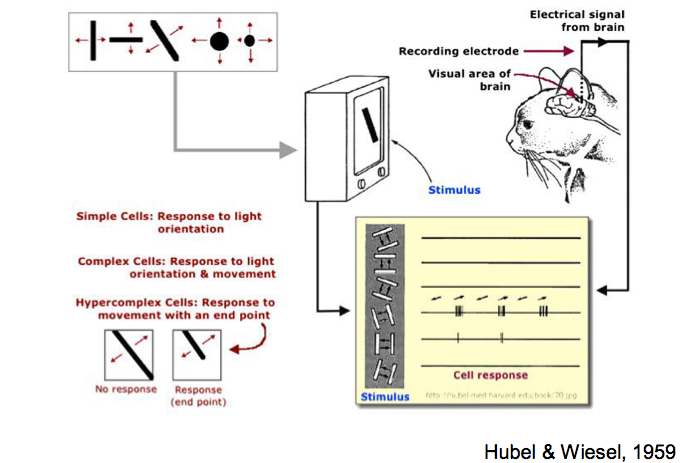 Electrical signal
from brain
Recording electrode
Visual area of
brain
Stimulus
Simple Cells: Response to light
orientation
Complex Cells: Response to light
orientation & movement
Hypercomplex Cells: Response to
movement with an end point
No response
Response
(end point)
Cell response
Stimulus
http://hubel.med.harvard.edu/book/20.jpg
Hubel & Wiesel, 1959